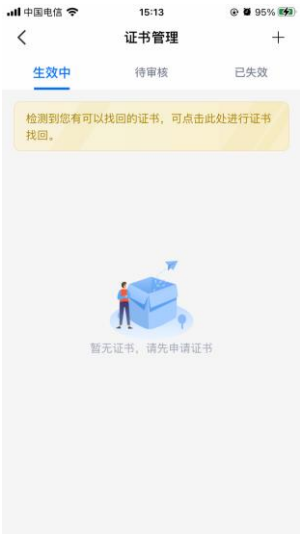 中国电信 15:13 95%
证书管理
生效中 待审核 已失效
检测到您有可以找回的证书，可点击此处进行证书
找回。
暂无证书，请先申请证书